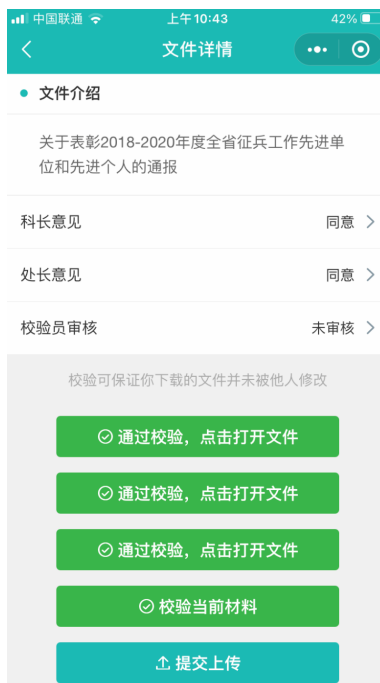 中国联通 上午10:43 42%
文件详情
文件介绍
关于表彰2018-2020年度全省征兵工作先进单
位和先进个人的通报
科长意见 同意
处长意见 同意
校验员审核 未审核
校验可保证你下载的文件并未被他人修改
通过校验，点击打开文件
通过校验，点击打开文件
通过校验，点击打开文件
校验当前材料
提交上传